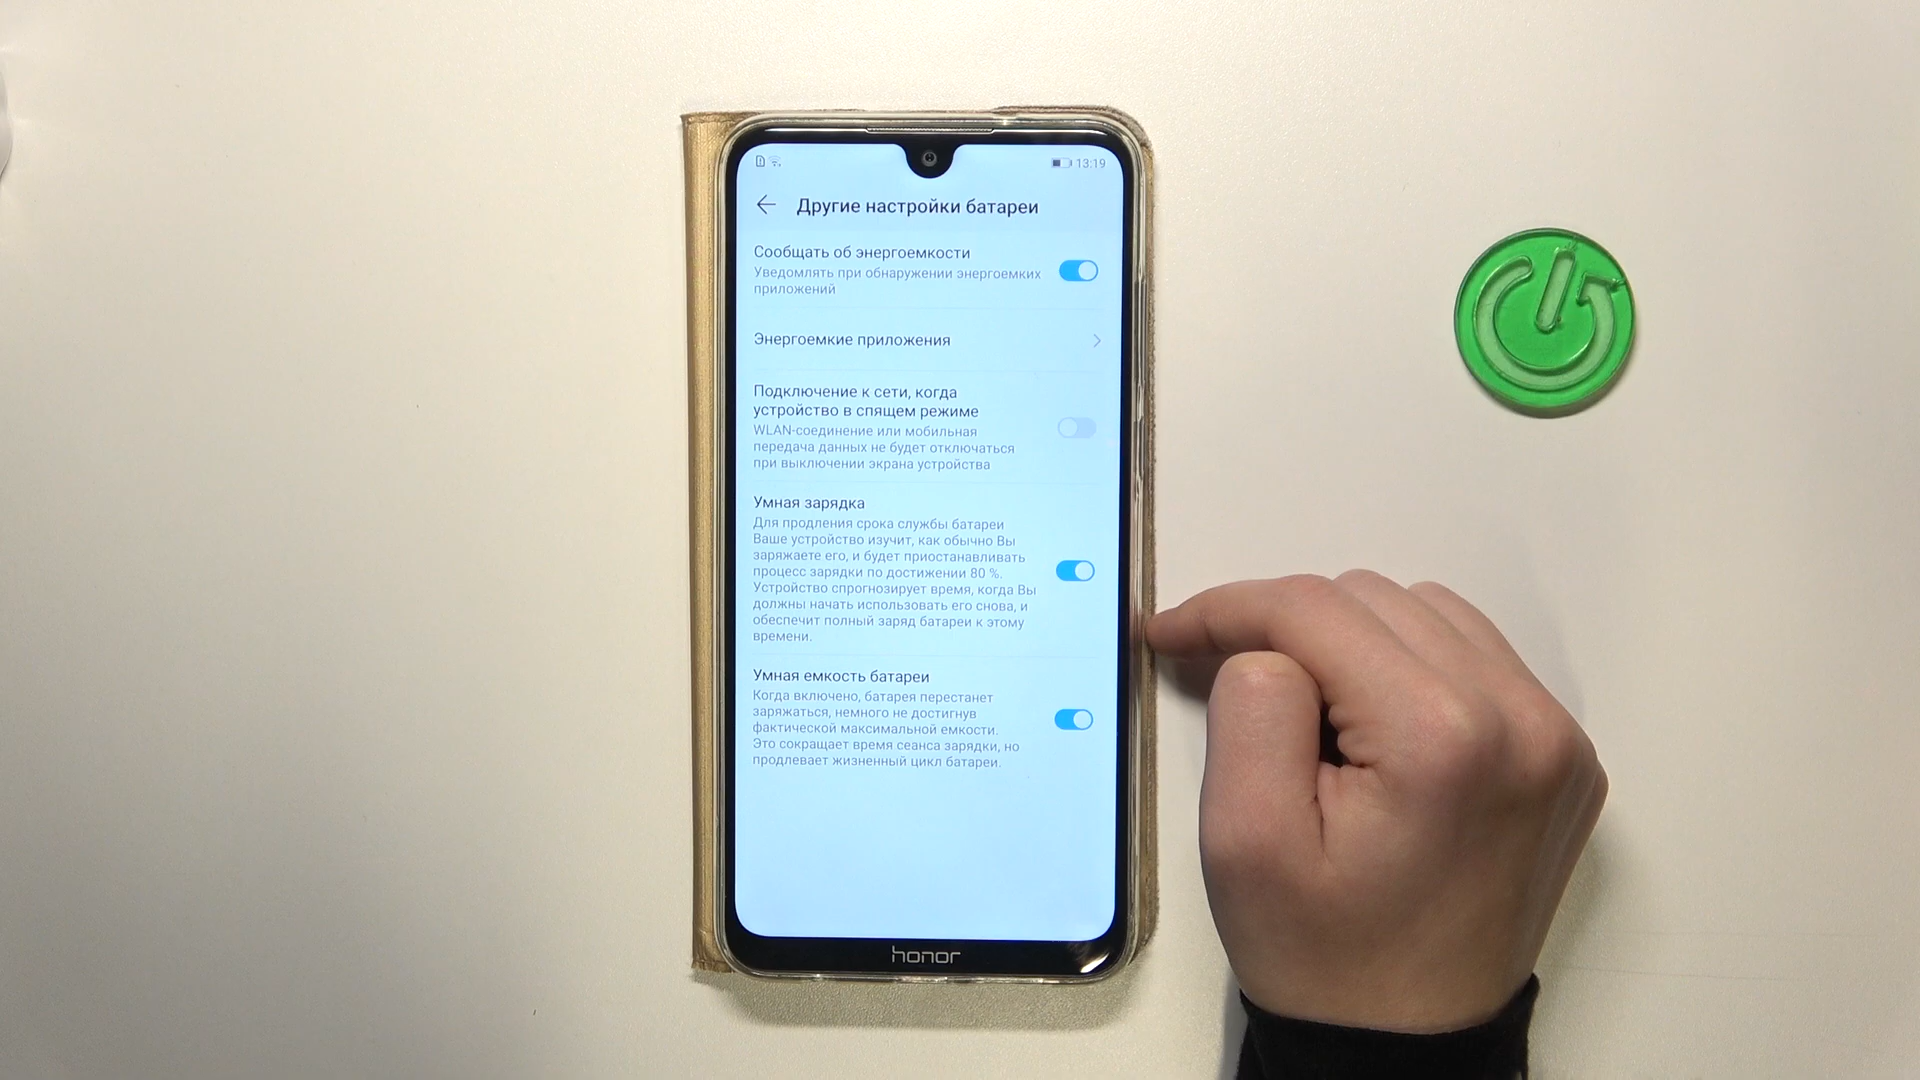 13:19
Другие настройки батареи
Сообщать об энергоемкости
Уведомлять при обнаружении энергоемких
приложений
Энергоемкие приложения
Подключение к сети, когда
устройство в спящем режиме
WLAN-соединение или мобильная
передача данных не будет отключаться
при выключении экрана устройства
Умная зарядка
Для продления срока службы батареи
Ваше устройство изучит, как обычно Вы
заряжаете его, и будет приостанавливать
процесс зарядки по достижении 80 %.
Устройство спрогнозирует время, когда Вы
должны начать использовать его снова, и
обеспечит полный заряд батареи к этому
времени.
Умная емкость батареи
Когда включено, батарея перестанет
заряжаться, немного не достигнув
фактической максимальной емкости.
Это сокращает время сеанса зарядки, но
продлевает жизненный цикл батареи.
honor